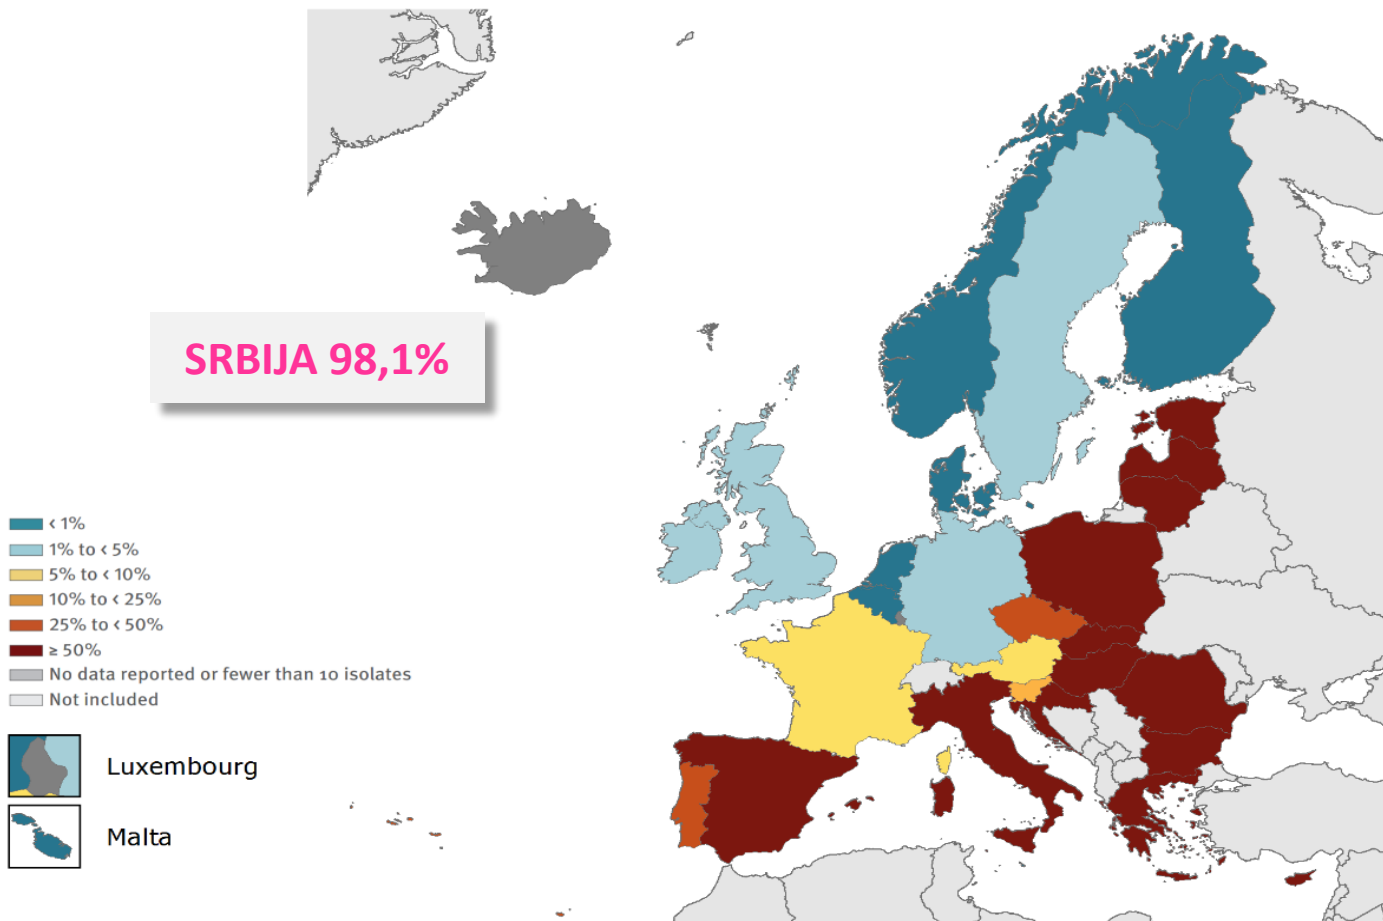 SRBIJA 98,1%
< 1%
1% to < 5%
5% to < 10%
10% to < 25%
25% to < 50%
≥ 50%
No data reported or fewer than 10 isolates
Not included
Luxembourg
Malta